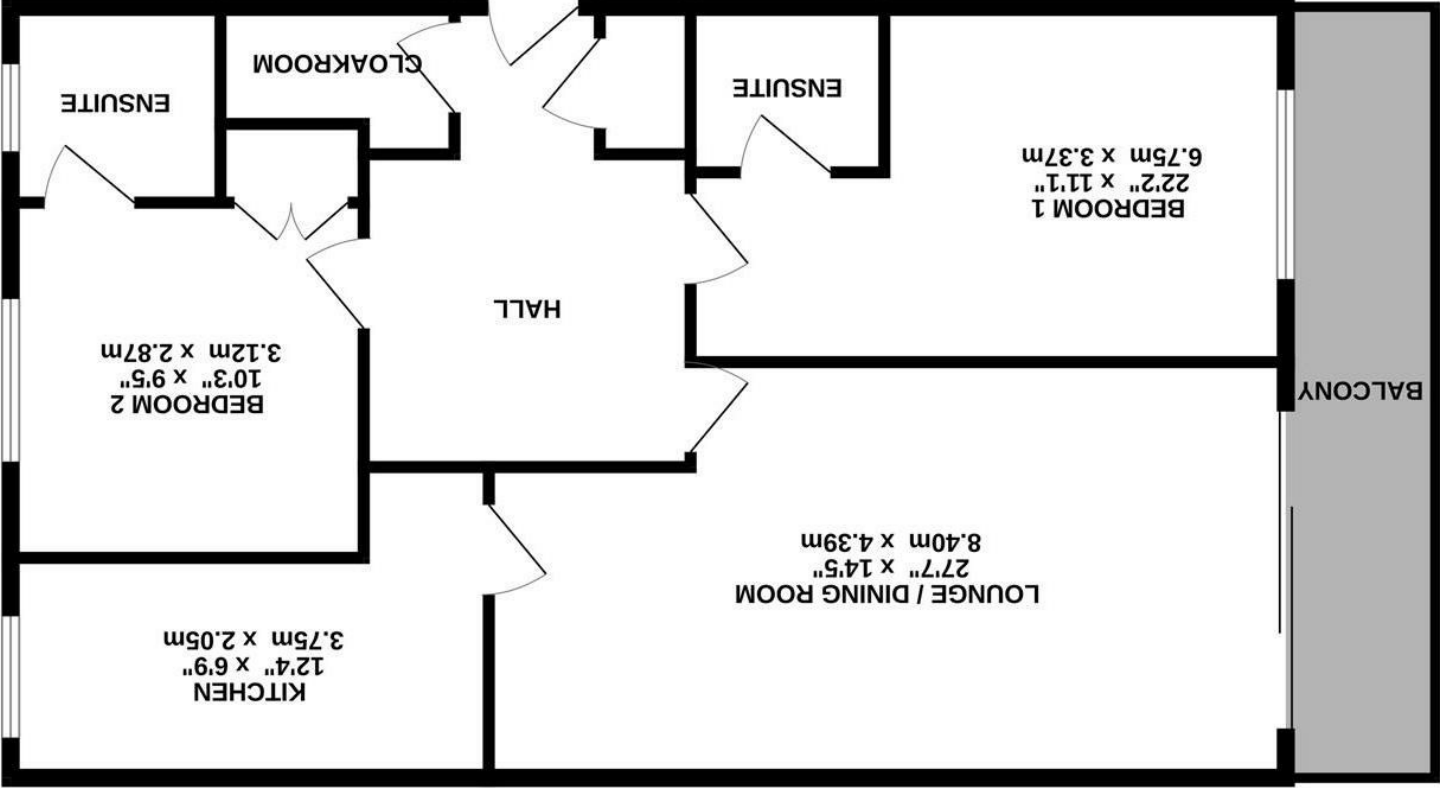 KITCHEN
12'4" x 6'9"
3.75m x 2.05m
LOUNGE / DINING ROOM
27'7" x 14'5"
8.40m x 4.39m
BALCONY
BEDROOM 2
10'3" x 9'5"
3.12m x 2.87m
HALL
BEDROOM 1
22'2" x 11'1"
6.75m x 3.37m
ENSUITE
ENSUITE
CLOAKROOM